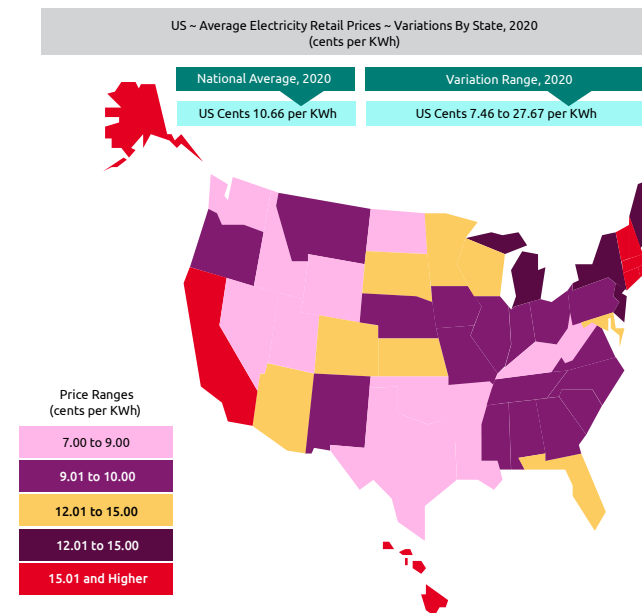 US ~ Average Electricity Retail Prices ~ Variations By State, 2020
(cents per KWh)
National Average, 2020
Variation Range, 2020
US Cents 10.66 per KWh
US Cents 7.46 to 27.67 per KWh
Price Ranges
(cents per KWh)
7.00 to 9.00
9.01 to 10.00
12.01 to 15.00
12.01 to 15.00
15.01 and Higher